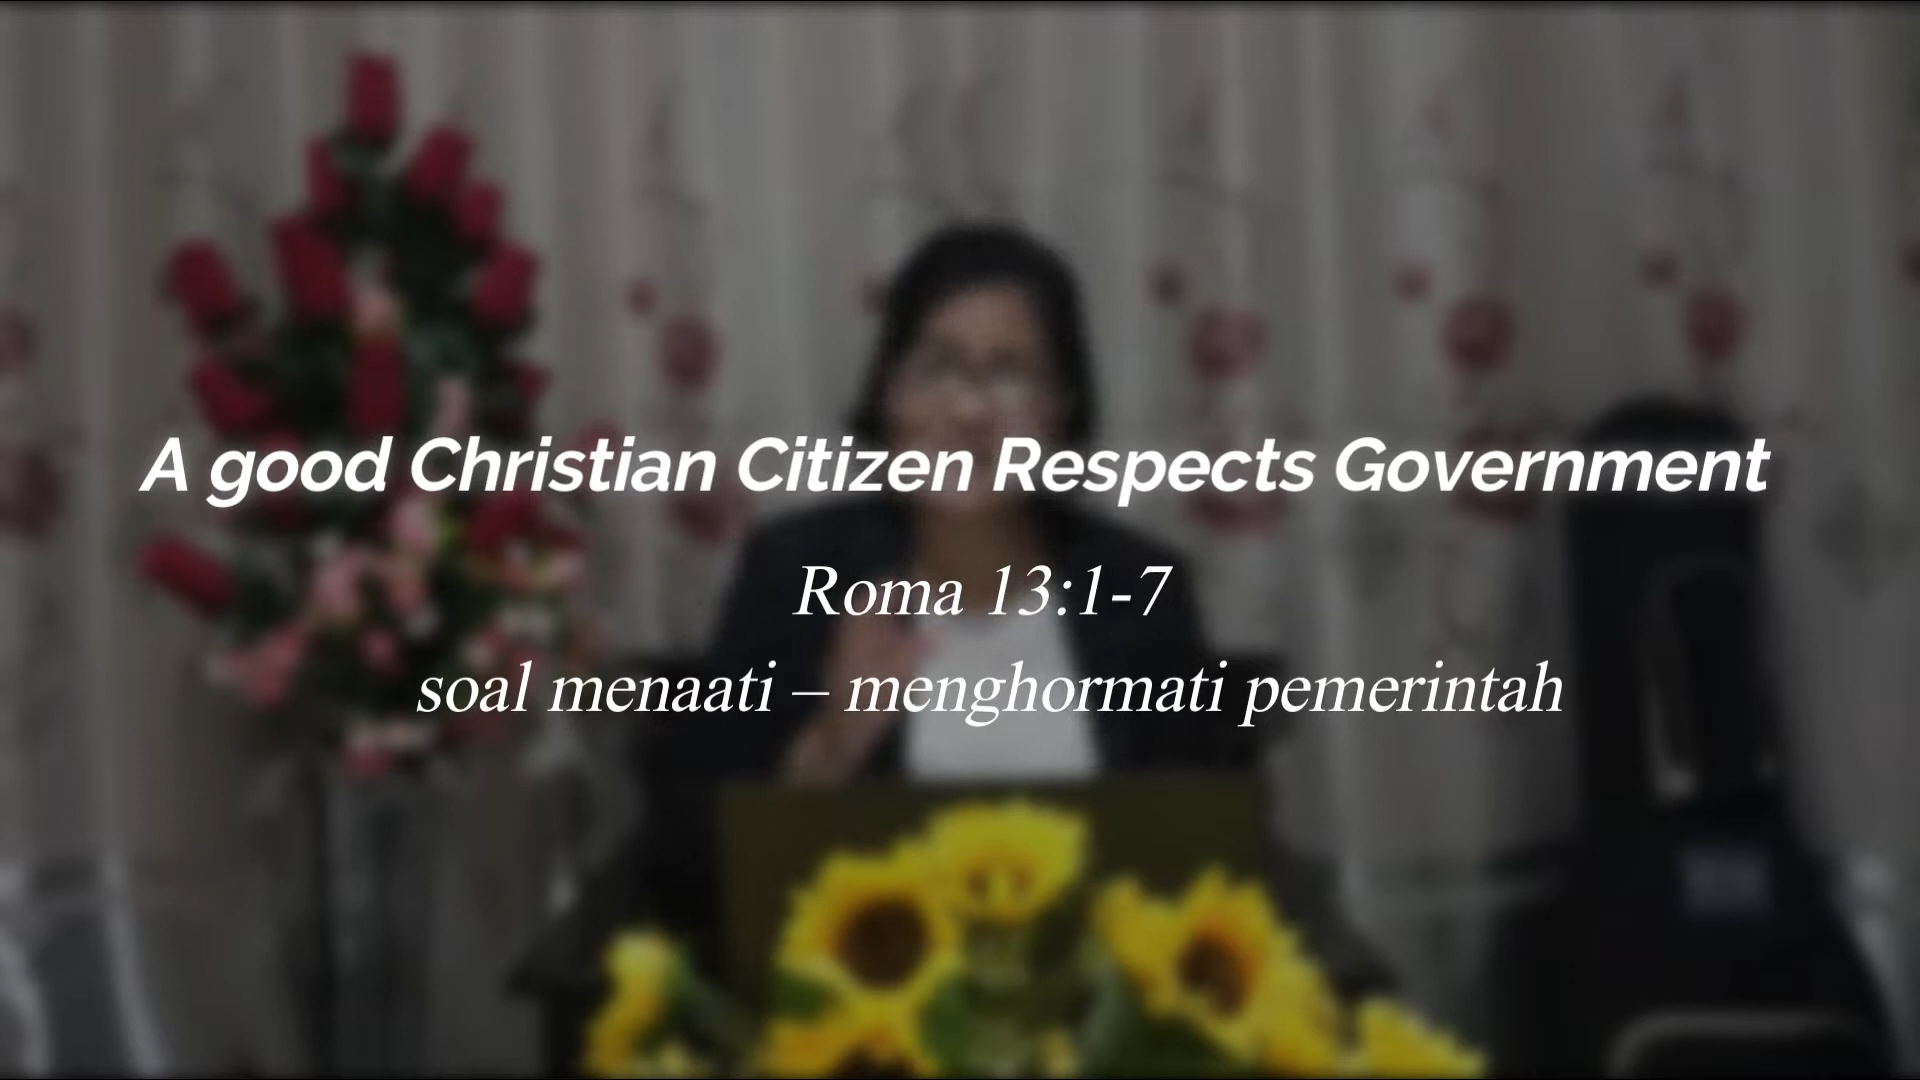 A good Christian Citizen Respects Government
Roma 13:1-7
soal menaati – menghormati pemerintah